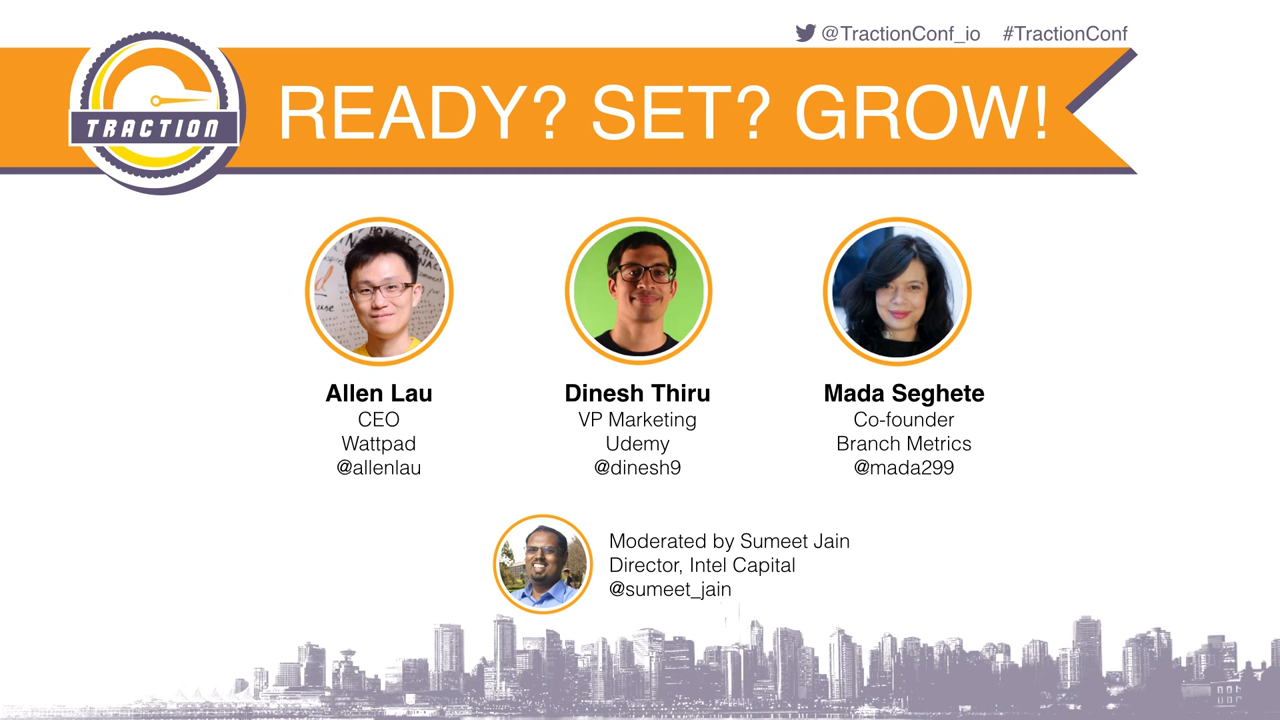 @TractionConf_io #TractionConf
TRACTION
READY? SET? GROW!
Allen Lau
CEO
Wattpad
@allenlau
Dinesh Thiru
VP Marketing
Udemy
@dinesh9
Mada Seghete
Co-founder
Branch Metrics
@mada299
Moderated by Sumeet Jain
Director, Intel Capital
@sumeet_jain